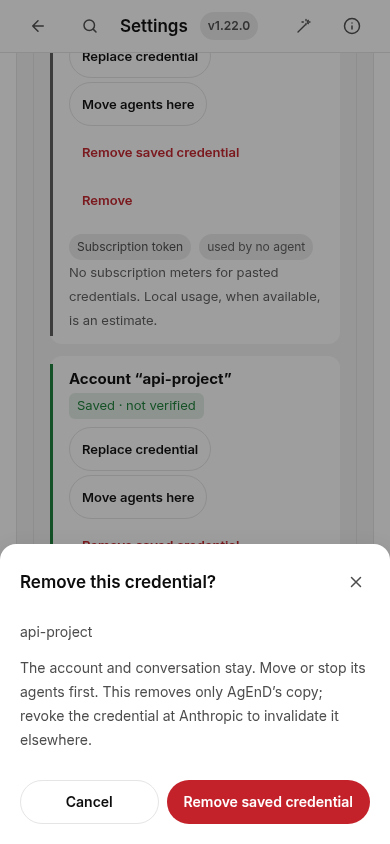 Settings v1.22.0
Replace credential
Move agents here
Remove saved credential
Remove
Subscription token used by no agent
No subscription meters for pasted
credentials. Local usage, when available,
is an estimate.
Account “api-project”
Saved · not verified
Replace credential
Move agents here
Remove saved credential
Remove this credential?
api-project
The account and conversation stay. Move or stop its
agents first. This removes only AgEnD’s copy;
revoke the credential at Anthropic to invalidate it
elsewhere.
Cancel Remove saved credential